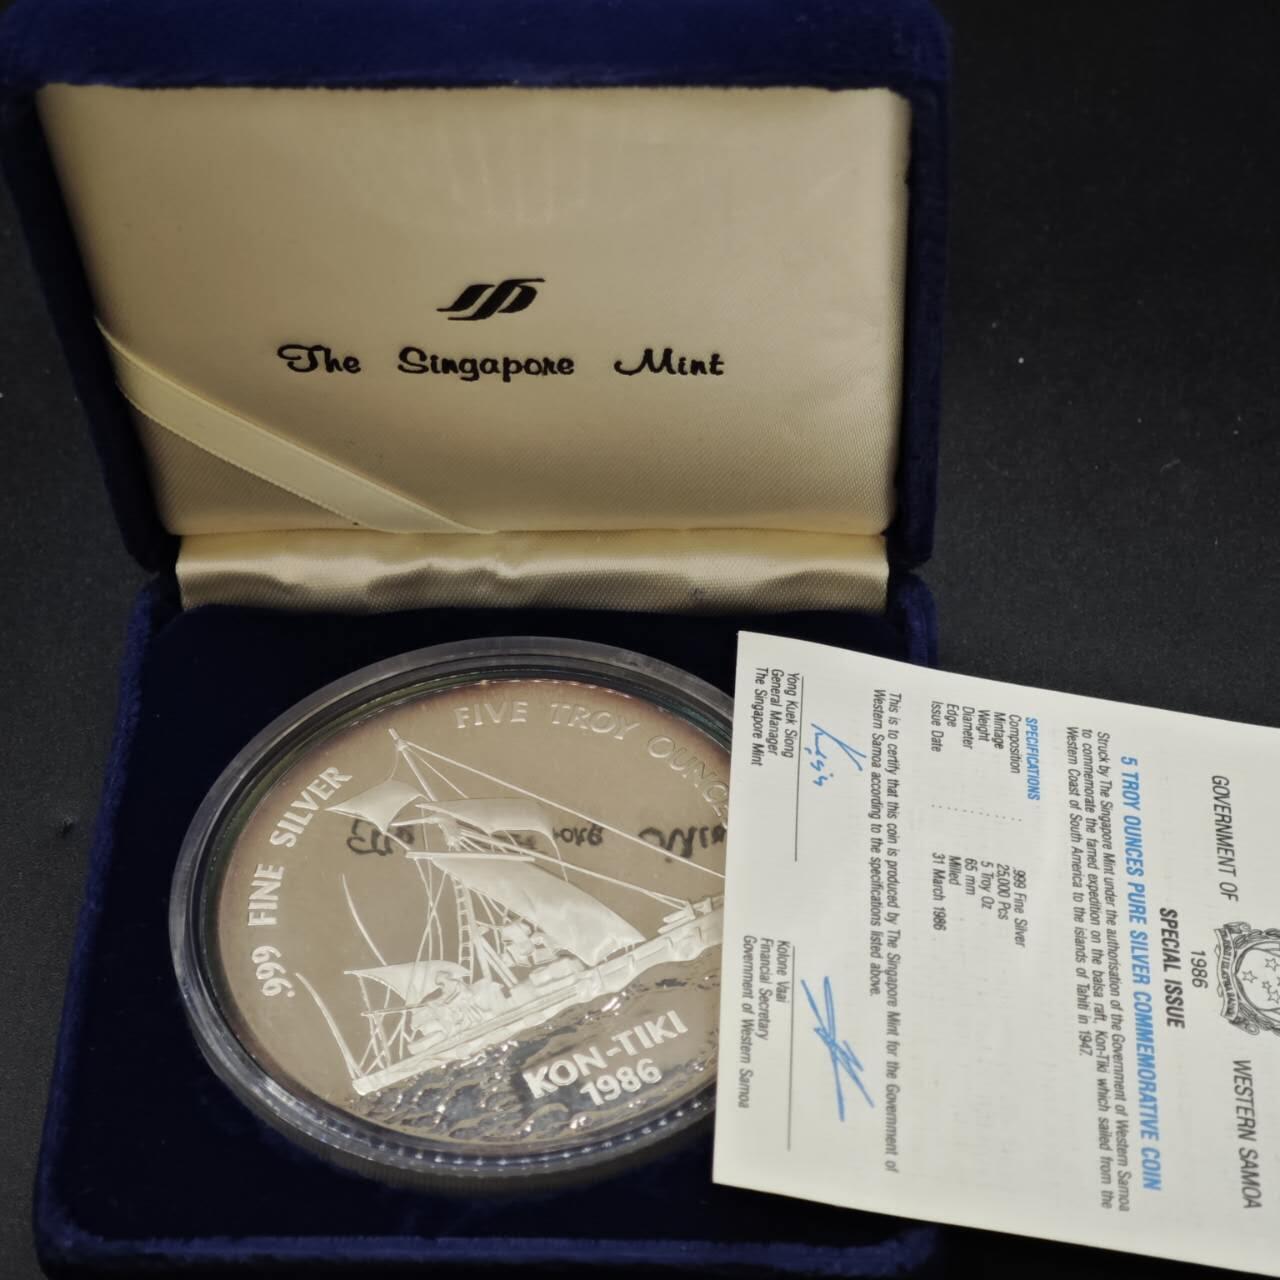 The Singapore Mint
FIVE TROY OUNCE
.999 FINE SILVER
KON-TIKI
1986
GOVERNMENT OF WESTERN SAMOA
1986
SPECIAL ISSUE
5 TROY OUNCES PURE SILVER COMMEMORATIVE COIN
Struck by The Singapore Mint under the authorisation of the Government of Western Samoa
to commemorate the famed expedition on the balsa raft, Kon-Tiki which sailed from the
Western Coast of South America to the islands of Tahiti in 1947.
SPECIFICATIONS
Composition .999 Fine Silver
Mintage 25,000 Pcs
Weight 5 Troy Oz
Diameter 65 mm
Edge Milled
Issue Date 31 March 1986
This is to certify that this coin is produced by The Singapore Mint for the Government of
Western Samoa according to the specifications listed above.
Yong Kuek Siong
General Manager
The Singapore Mint
Kolone Vaai
Financial Secretary
Government of Western Samoa